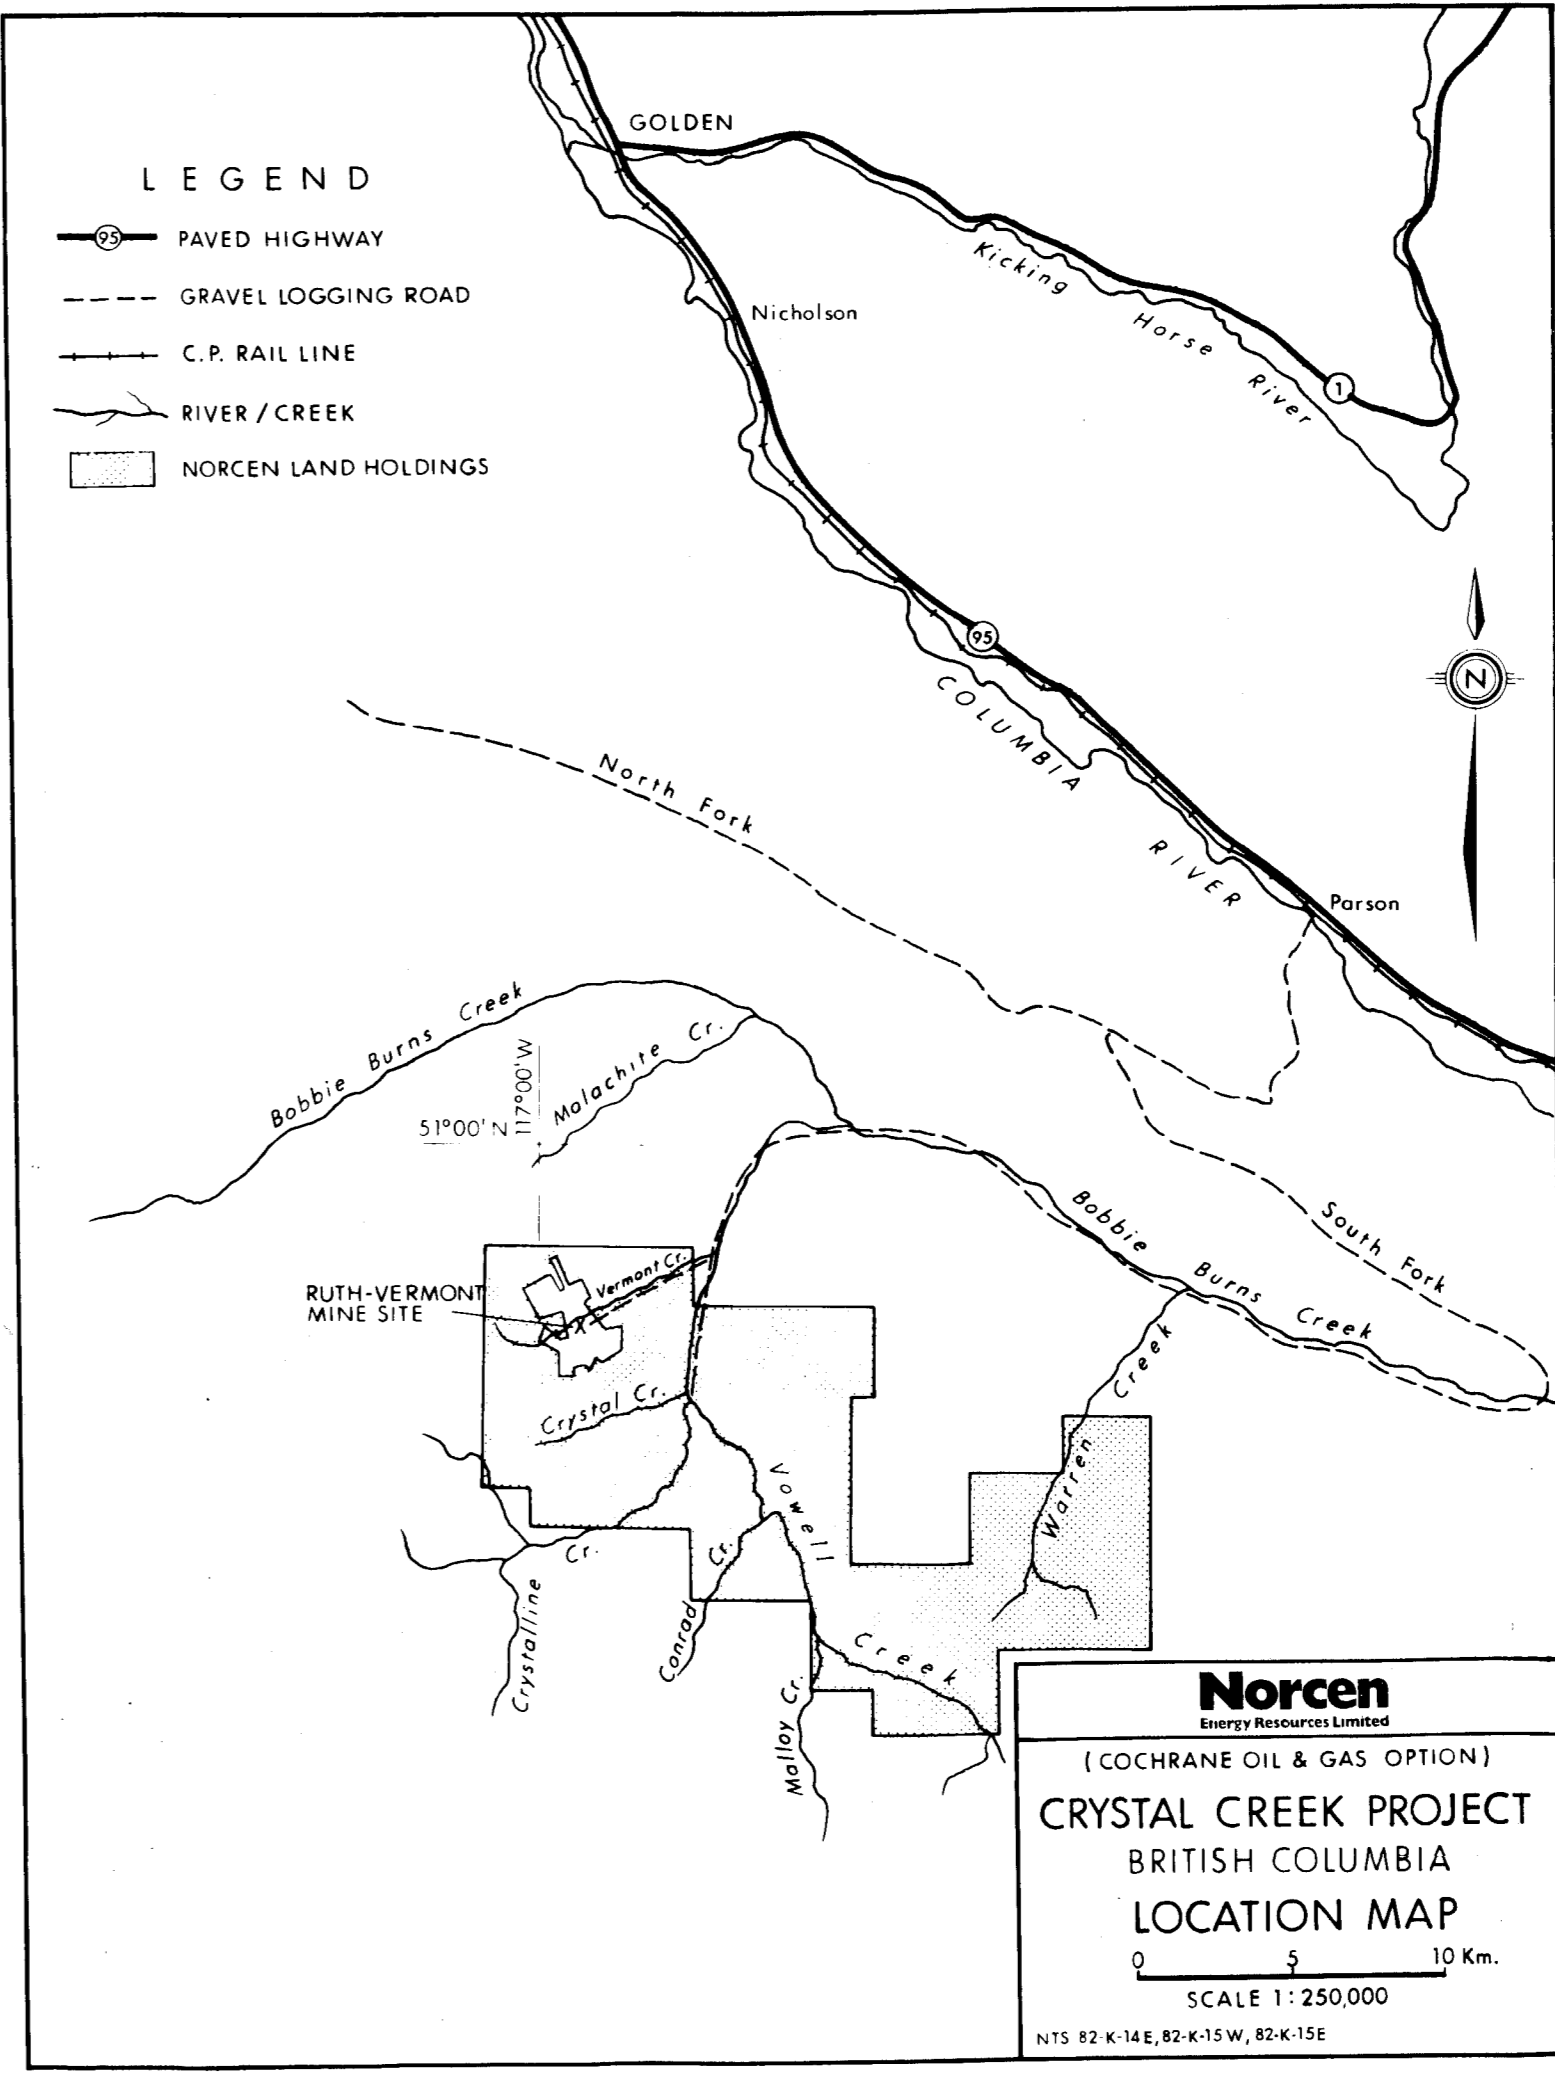 GOLDEN
LEGEND
95 PAVED HIGHWAY
GRAVEL LOGGING ROAD
C.P. RAIL LINE
RIVER / CREEK
NORCEN LAND HOLDINGS
Kicking Horse River
1
Nicholson
95
N
COLUMBIA RIVER
North Fork
Parson
Bobbie Burns Creek
Malachite Cr.
117°00'W
51°00'N
South Fork
Bobbie Burns Creek
Vermont Cr.
RUTH-VERMONT
MINE SITE
X
Crystal Cr.
Warren Creek
Vowell Creek
Crystalline Cr.
Conrad Cr.
Malloy Cr.
Norcen
Energy Resources Limited
(COCHRANE OIL & GAS OPTION)
CRYSTAL CREEK PROJECT
BRITISH COLUMBIA
LOCATION MAP
0 5 10 Km.
SCALE 1:250,000
NTS 82-K-14E, 82-K-15W, 82-K-15E